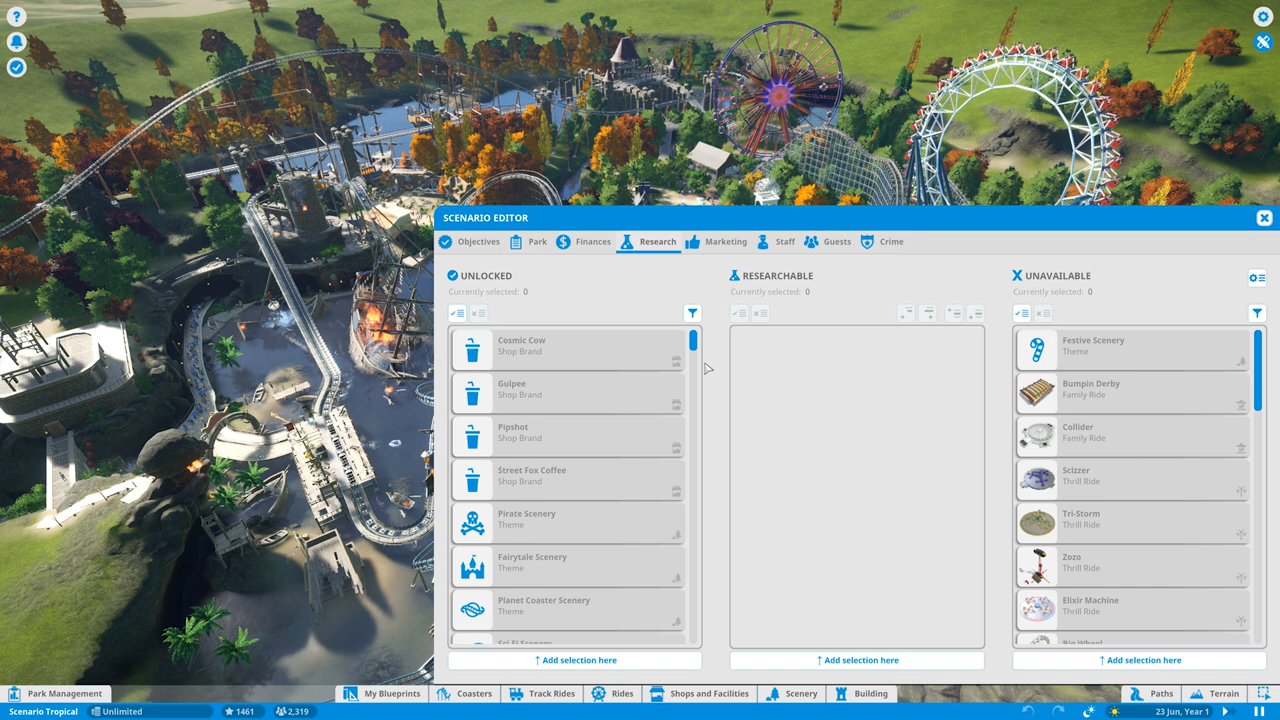 SCENARIO EDITOR
Objectives
Park
Finances
Research
Marketing
Staff
Guests
Crime
UNLOCKED
Currently selected: 0
RESEARCHABLE
Currently selected: 0
UNAVAILABLE
Currently selected: 0
Cosmic Cow
Shop Brand
Gulpee
Shop Brand
Pipshot
Shop Brand
Street Fox Coffee
Shop Brand
Pirate Scenery
Theme
Fairytale Scenery
Theme
Planet Coaster Scenery
Theme
Sci-Fi Scenery
Festive Scenery
Theme
Bumpin Derby
Family Ride
Collider
Family Ride
Scizzer
Thrill Ride
Tri-Storm
Thrill Ride
Zozo
Thrill Ride
Elixir Machine
Thrill Ride
Big Wheel
Add selection here
Add selection here
Add selection here
Park Management
My Blueprints
Coasters
Track Rides
Rides
Shops and Facilities
Scenery
Building
Paths
Terrain
Scenario Tropical
Unlimited
1461
2,319
23 Jun, Year 1